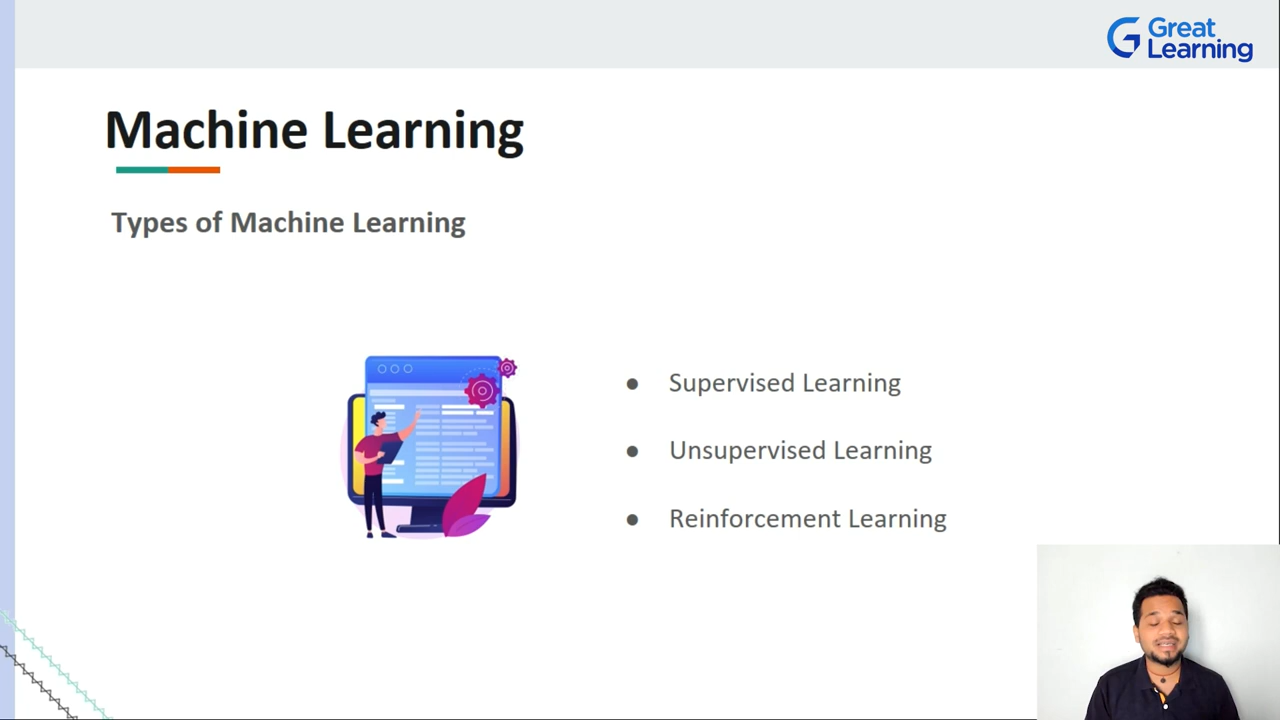 Great
Learning
Machine Learning
Types of Machine Learning
● Supervised Learning
● Unsupervised Learning
● Reinforcement Learning